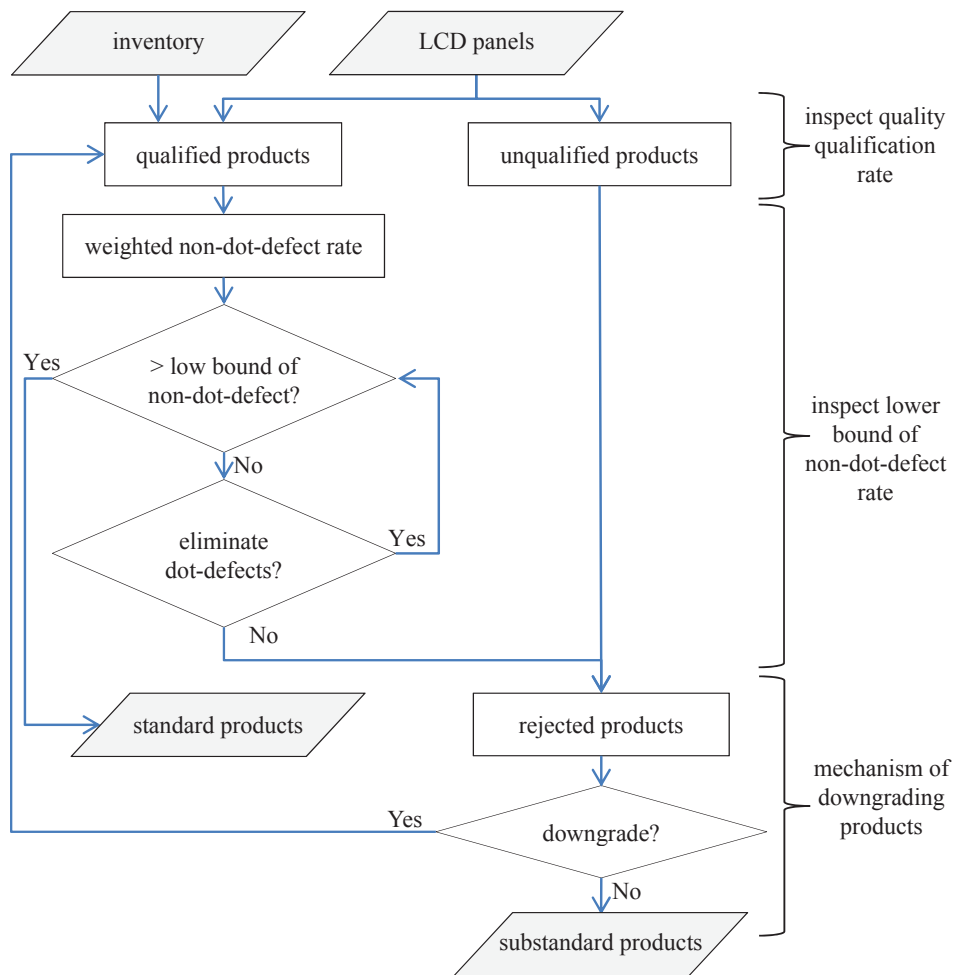 inventory
LCD panels
qualified products
unqualified products
inspect quality
qualification
rate
weighted non-dot-defect rate
Yes
> low bound of
non-dot-defect?
No
eliminate
dot-defects?
Yes
No
inspect lower
bound of
non-dot-defect
rate
standard products
rejected products
mechanism of
downgrading
products
Yes
downgrade?
No
substandard products